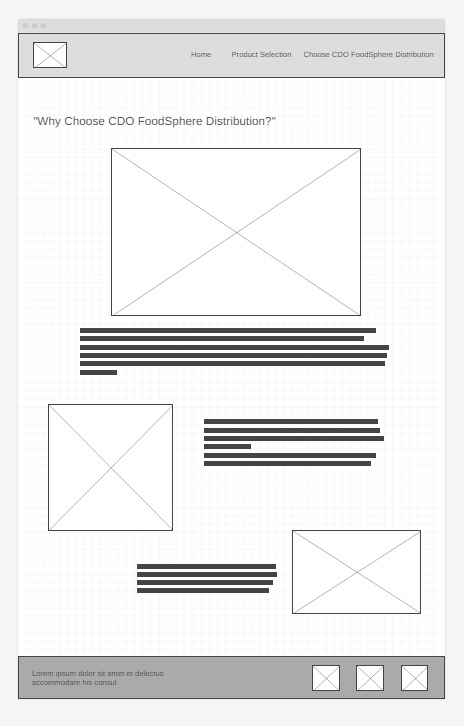 Home Product Selection Choose CDO FoodSphere Distribution
"Why Choose CDO FoodSphere Distribution?"
Lorem ipsum dolor sit amet et delectus
accommodare his consul